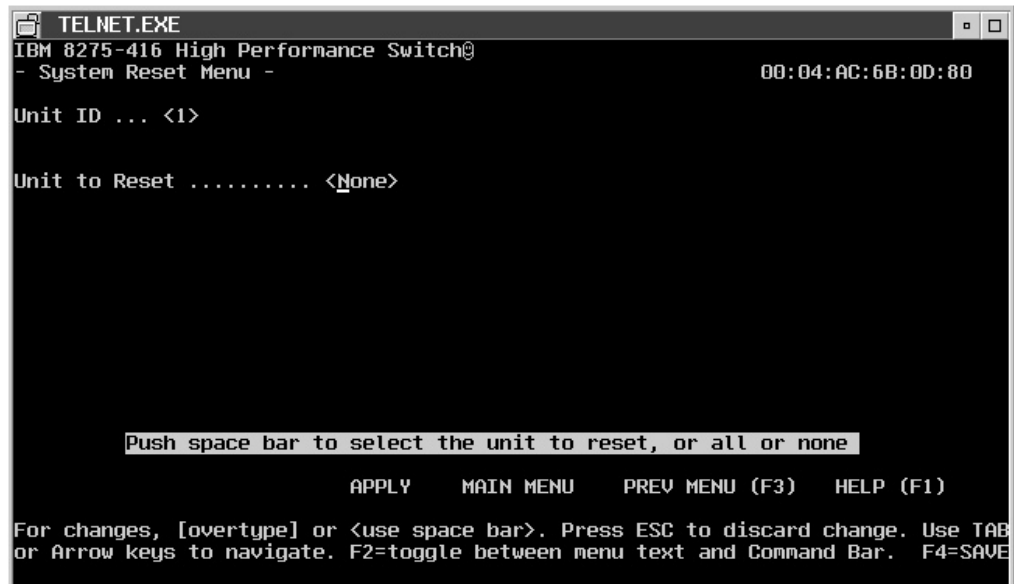 TELNET.EXE
IBM 8275-416 High Performance Switch
- System Reset Menu - 00:04:AC:6B:0D:80
Unit ID ... <1>
Unit to Reset .......... <None>
Push space bar to select the unit to reset, or all or none
APPLY MAIN MENU PREV MENU (F3) HELP (F1)
For changes, [overtype] or <use space bar>. Press ESC to discard change. Use TAB
or Arrow keys to navigate. F2=toggle between menu text and Command Bar. F4=SAVE